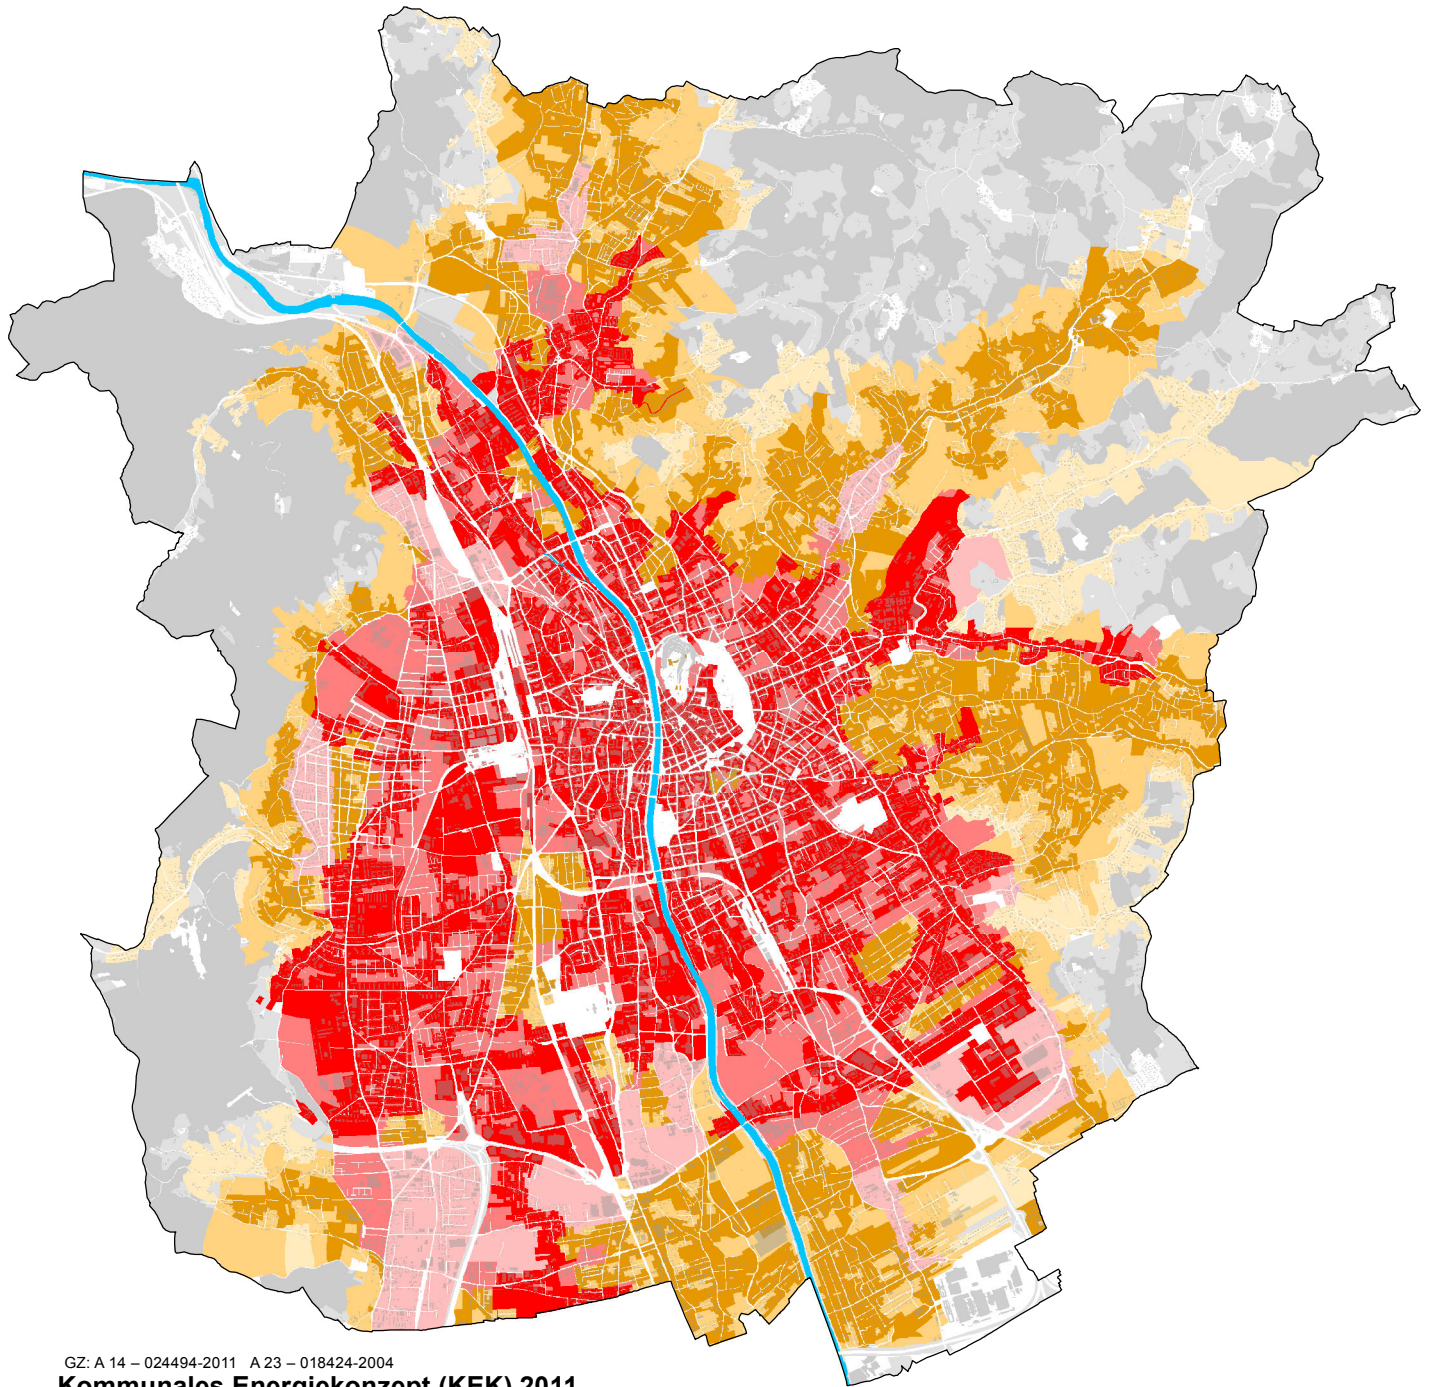 GZ: A 14 – 024494-2011 A 23 – 018424-2004
Kommunales Energiekonzept (KEK) 2011